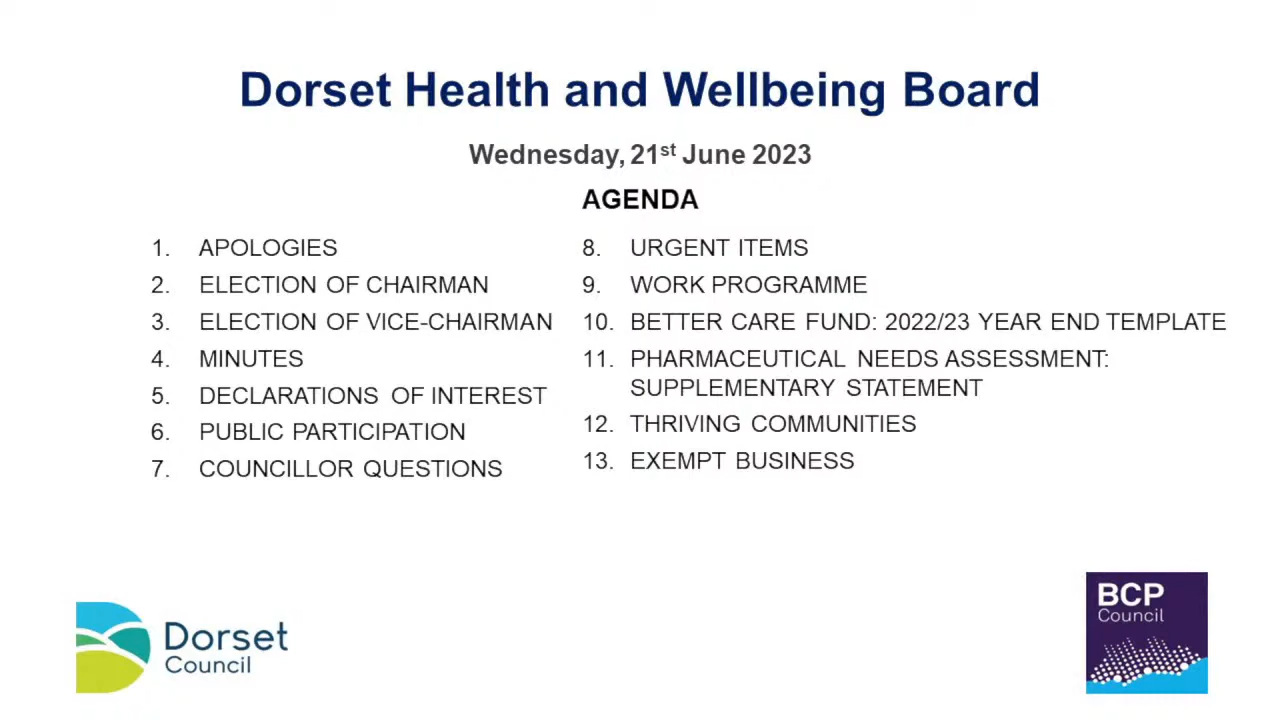 Dorset Health and Wellbeing Board
Wednesday, 21st June 2023
AGENDA
1. APOLOGIES
2. ELECTION OF CHAIRMAN
3. ELECTION OF VICE-CHAIRMAN
4. MINUTES
5. DECLARATIONS OF INTEREST
6. PUBLIC PARTICIPATION
7. COUNCILLOR QUESTIONS
8. URGENT ITEMS
9. WORK PROGRAMME
10. BETTER CARE FUND: 2022/23 YEAR END TEMPLATE
11. PHARMACEUTICAL NEEDS ASSESSMENT:
SUPPLEMENTARY STATEMENT
12. THRIVING COMMUNITIES
13. EXEMPT BUSINESS
Dorset
Council
BCP
Council